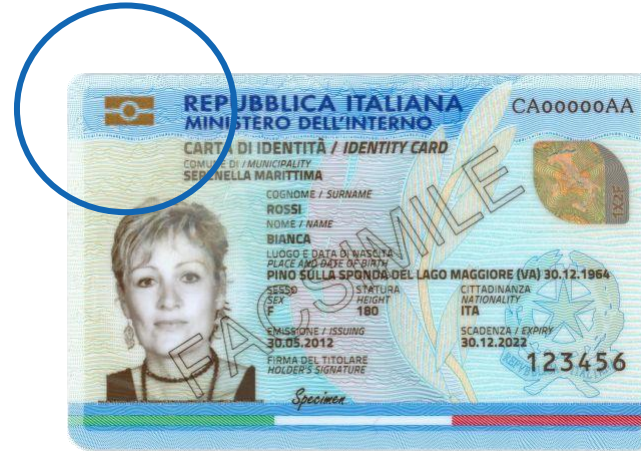 REPUBBLICA ITALIANA
CA00000AA
MINISTERO DELL'INTERNO
CARTA DI IDENTITÀ / IDENTITY CARD
COMUNE DI / MUNICIPALITY
SERENELLA MARITTIMA
COGNOME / SURNAME
ROSSI
NOME / NAME
BIANCA
LUOGO E DATA DI NASCITA
PLACE AND DATE OF BIRTH
PINO SULLA SPONDA DEL LAGO MAGGIORE (VA) 30.12.1964
SESSO STATURA CITTADINANZA
SEX HEIGHT NATIONALITY
F 180 ITA
EMISSIONE / ISSUING SCADENZA / EXPIRY
30.05.2012 30.12.2022
FIRMA DEL TITOLARE
HOLDER'S SIGNATURE
123456
Specimen
FACSIMILE
1X2F